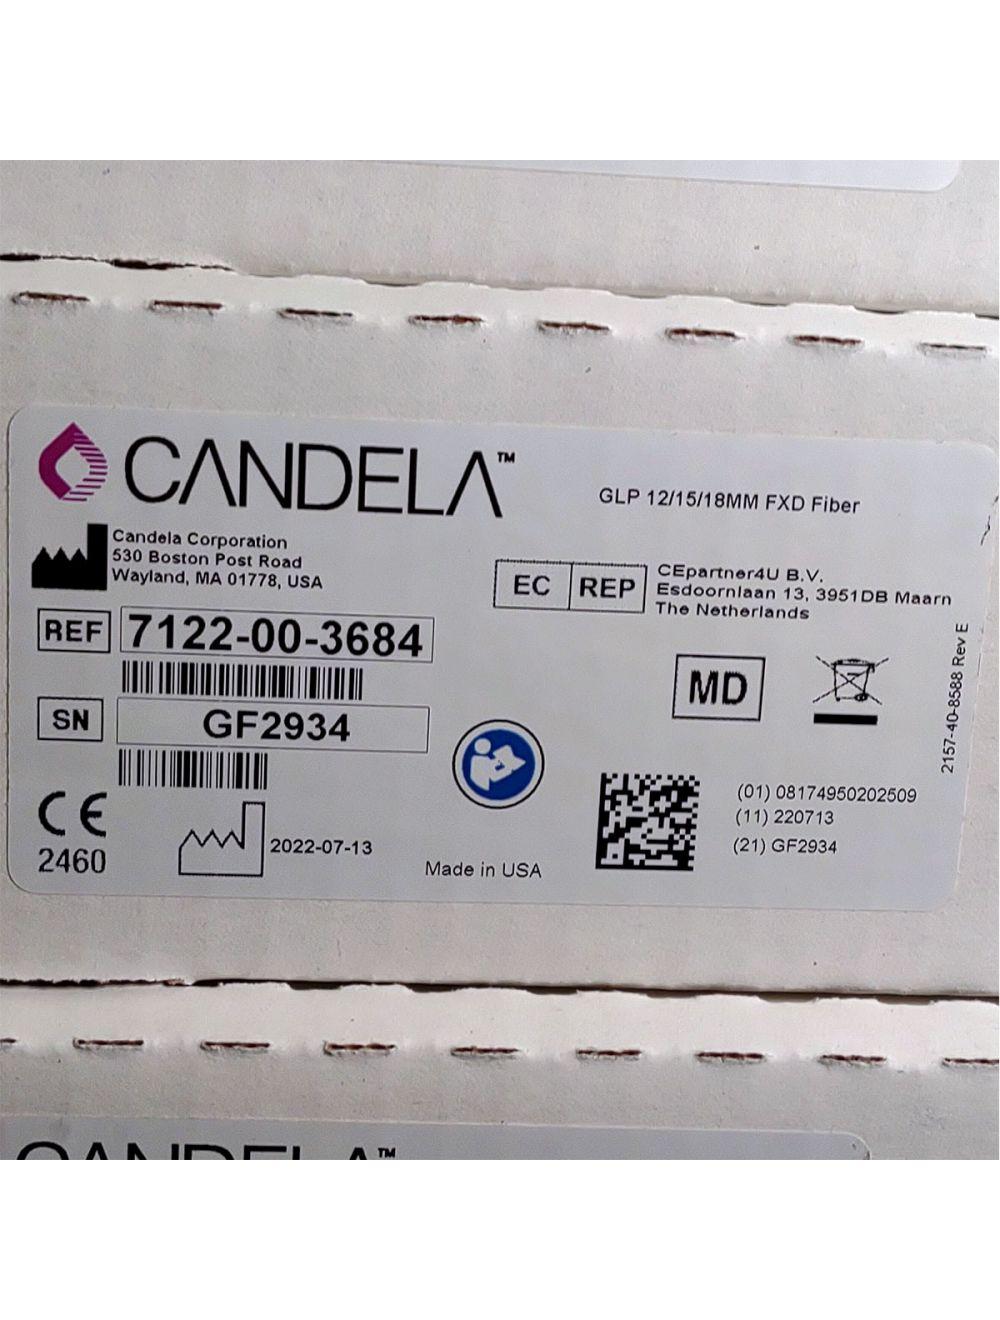 CANDELA™
GLP 12/15/18MM FXD Fiber
Candela Corporation
530 Boston Post Road
Wayland, MA 01778, USA
EC REP
CEpartner4U B.V.
Esdoornlaan 13, 3951DB Maarn
The Netherlands
REF 7122-00-3684
MD
SN GF2934
2157-40-8588 Rev E
CE
2460
2022-07-13
Made in USA
(01) 08174950202509
(11) 220713
(21) GF2934
CANDELA™